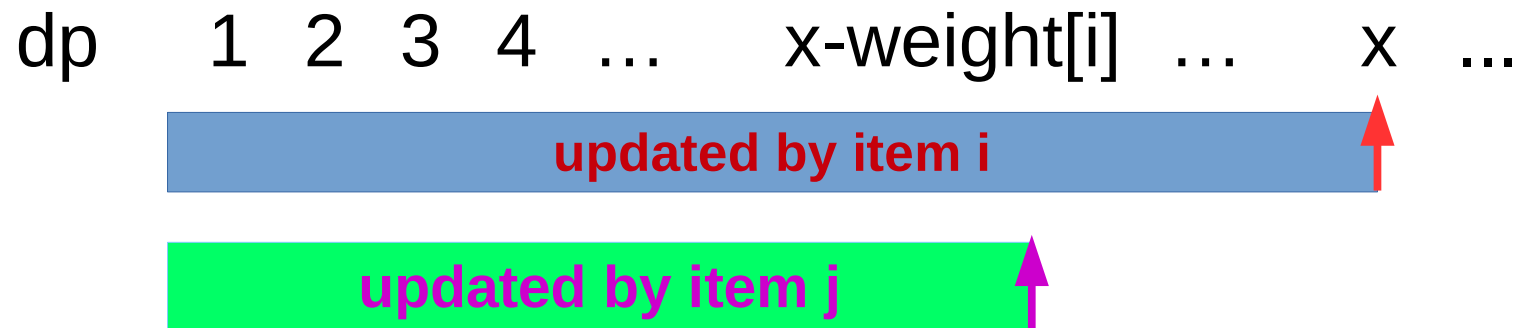 dp 1 2 3 4 ... x-weight[i] ... x ...
updated by item i
updated by item j